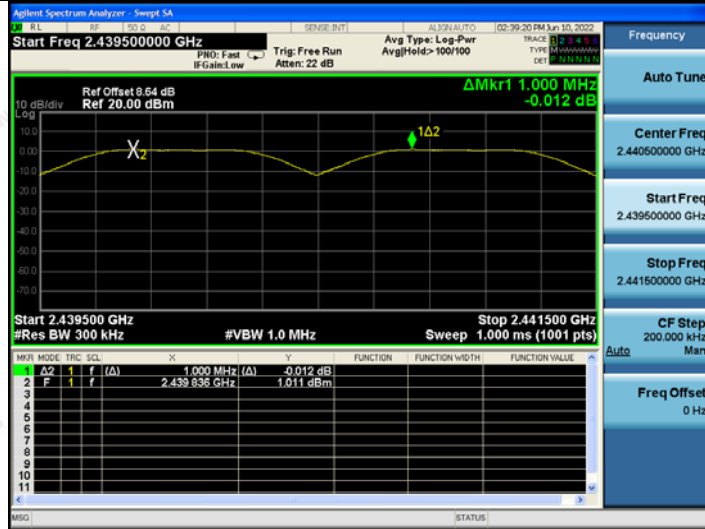 Agilent Spectrum Analyzer - Swept SA
RL RF 50 Ω AC SENSE:INT ALIGNAUTO 02:39:20 PM Jun 10, 2022
Start Freq 2.439500000 GHz
PNO: Fast
IFGain:Low
Trig: Free Run
Atten: 22 dB
Avg Type: Log-Pwr
Avg|Hold:> 100/100
TRACE 1 2 3 4 5 6
TYPE M
DET P N N N N N
Frequency
Auto Tune
Center Freq
2.440500000 GHz
Start Freq
2.439500000 GHz
Stop Freq
2.441500000 GHz
CF Step
200.000 kHz
Auto Man
Freq Offset
0 Hz
Ref Offset 8.64 dB
Ref 20.00 dBm
10 dB/div
Log
ΔMkr1 1.000 MHz
-0.012 dB
10.0
0.00
-10.0
-20.0
-30.0
-40.0
-50.0
-60.0
-70.0
X2
1Δ2
Start 2.439500 GHz Stop 2.441500 GHz
#Res BW 300 kHz #VBW 1.0 MHz Sweep 1.000 ms (1001 pts)
MKR MODE TRC SCL X Y FUNCTION FUNCTION WIDTH FUNCTION VALUE
1 Δ2 1 f (Δ) 1.000 MHz (Δ) -0.012 dB
2 F 1 f 2.439 836 GHz 1.011 dBm
3
4
5
6
7
8
9
10
11
MSG STATUS